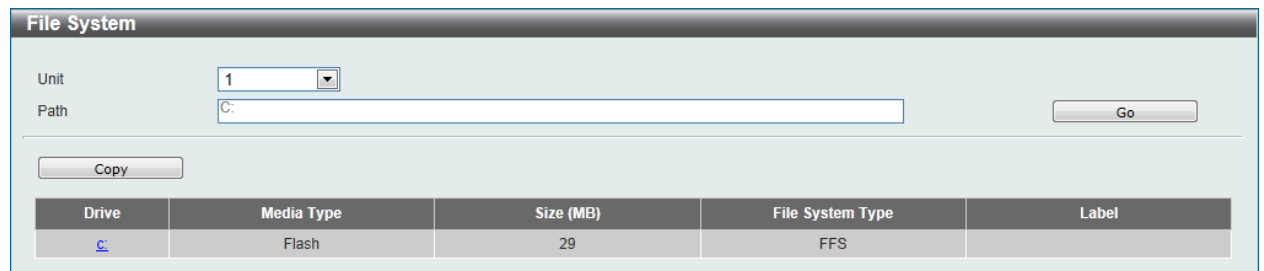 File System
Unit 1
Path C: Go
Copy
Drive Media Type Size (MB) File System Type Label
c: Flash 29 FFS